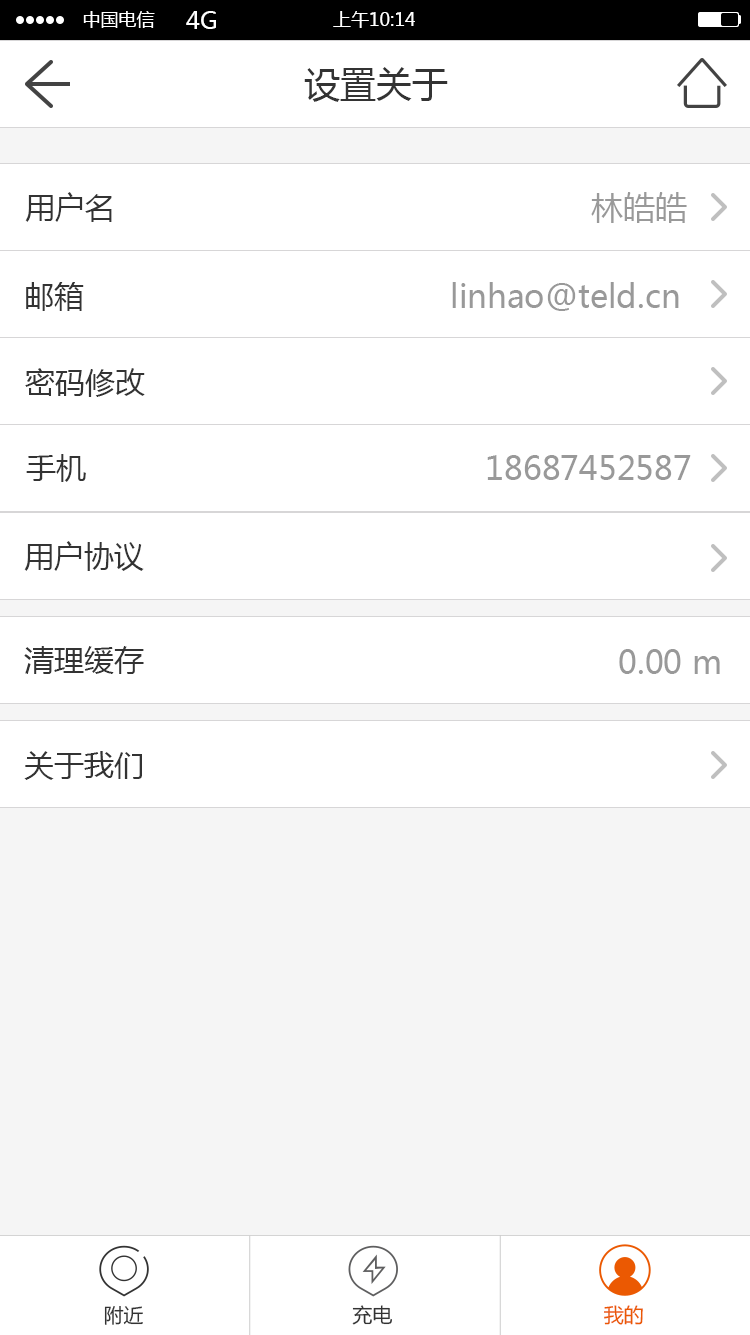 中国电信 4G 上午10:14
设置关于
用户名 林皓皓
邮箱 linhao@teld.cn
密码修改
手机 18687452587
用户协议
清理缓存 0.00 m
关于我们
附近 充电 我的